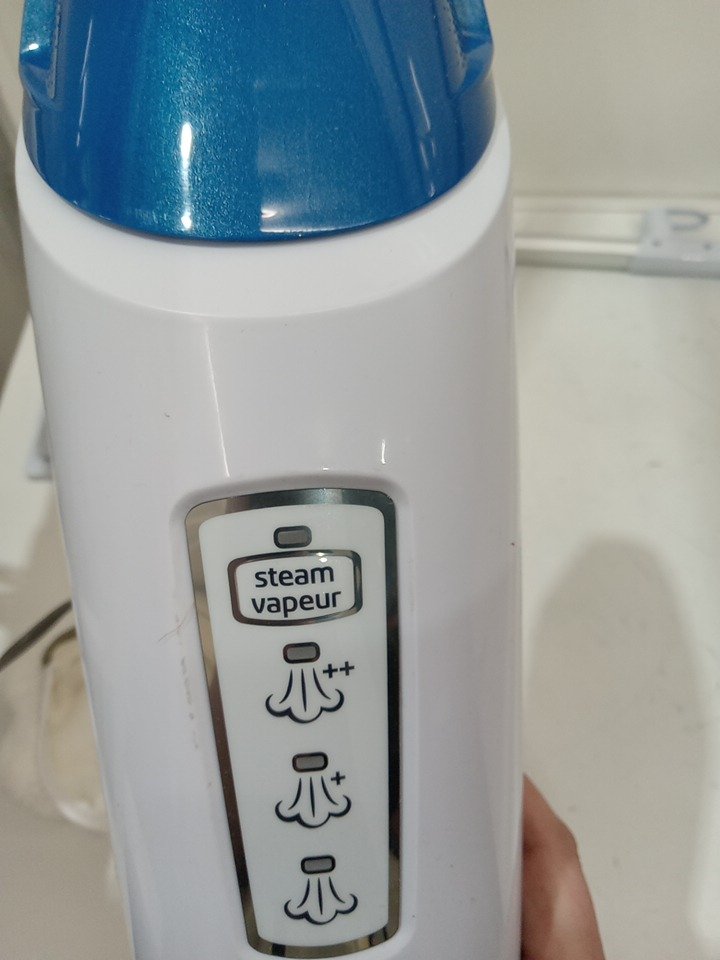 steam
vapeur
++
+